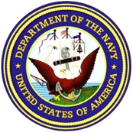 DEPARTMENT OF THE NAVY
UNITED STATES OF AMERICA